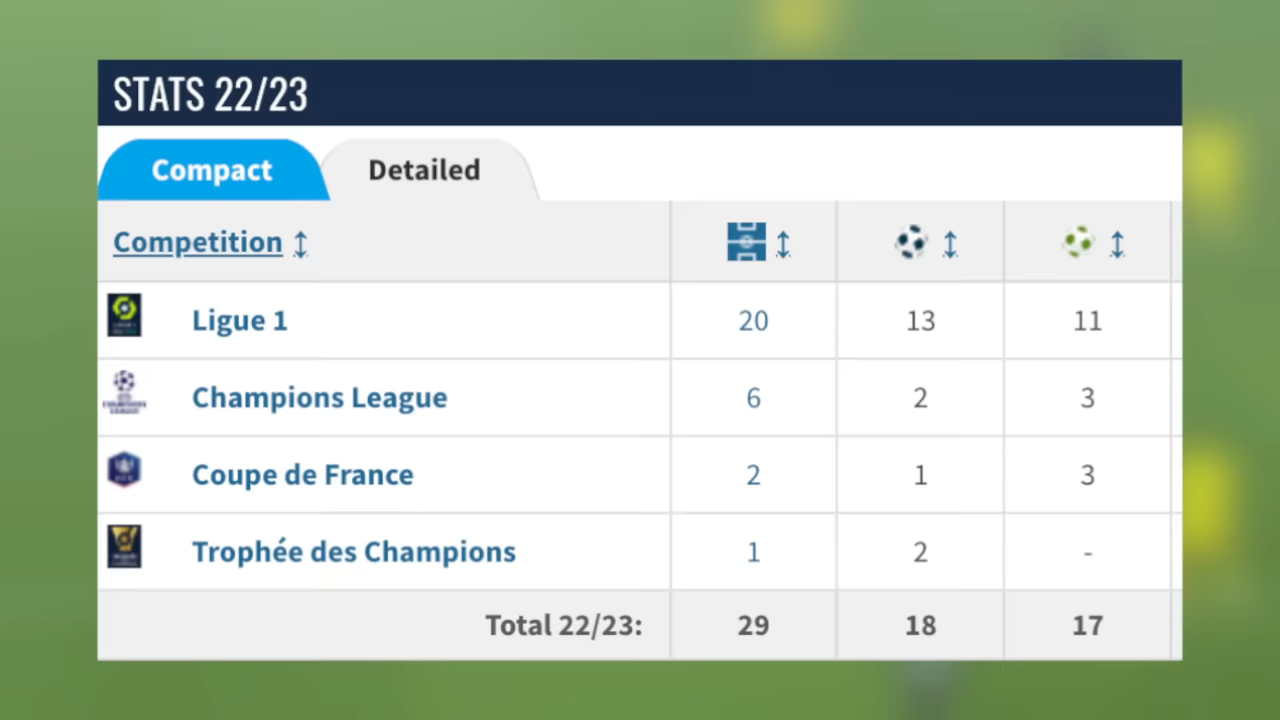 STATS 22/23
Compact Detailed
Competition
Ligue 1 20 13 11
Champions League 6 2 3
Coupe de France 2 1 3
Trophée des Champions 1 2 -
Total 22/23: 29 18 17